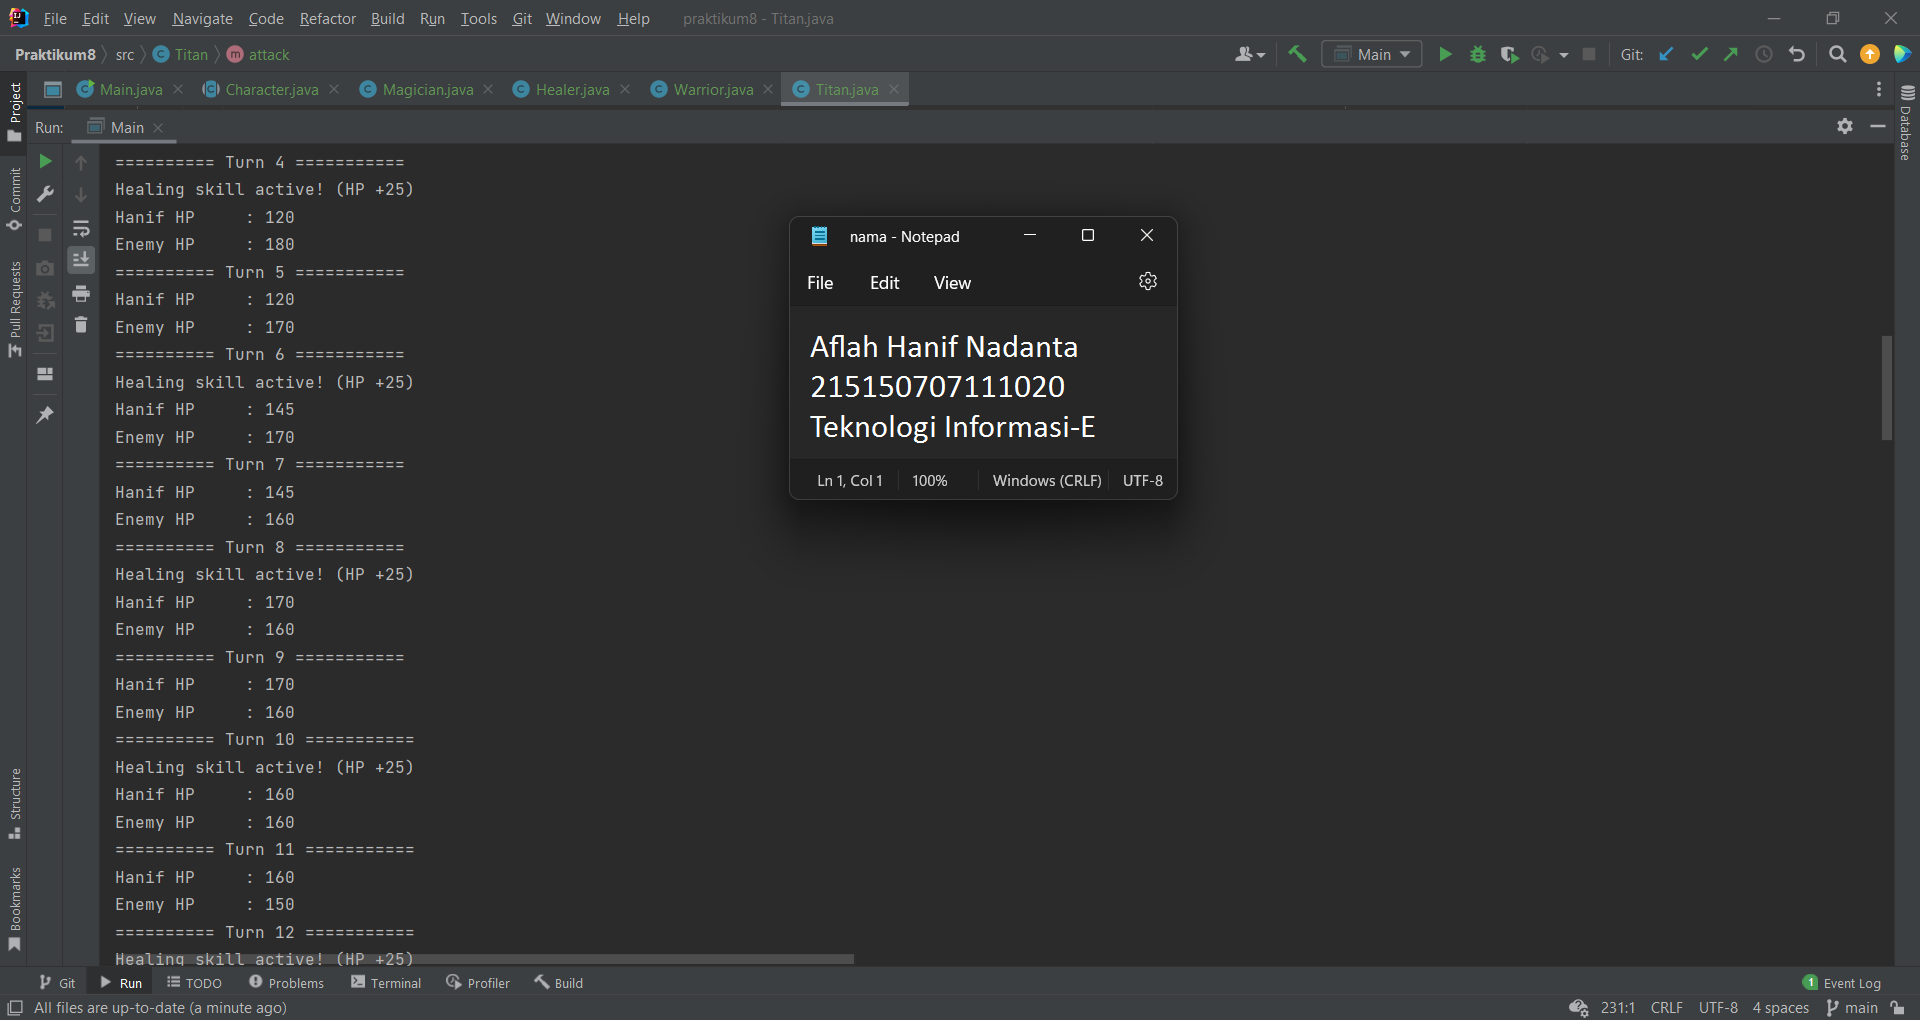 File Edit View Navigate Code Refactor Build Run Tools Git Window Help praktikum8 - Titan.java
Praktikum8 src Titan attack
Main Git:
Main.java Character.java Magician.java Healer.java Warrior.java Titan.java
Run: Main
Project
Commit
Pull Requests
Structure
Bookmarks
Database
========== Turn 4 ===========
Healing skill active! (HP +25)
Hanif HP : 120
Enemy HP : 180
========== Turn 5 ===========
Hanif HP : 120
Enemy HP : 170
========== Turn 6 ===========
Healing skill active! (HP +25)
Hanif HP : 145
Enemy HP : 170
========== Turn 7 ===========
Hanif HP : 145
Enemy HP : 160
========== Turn 8 ===========
Healing skill active! (HP +25)
Hanif HP : 170
Enemy HP : 160
========== Turn 9 ===========
Hanif HP : 170
Enemy HP : 160
========== Turn 10 ===========
Healing skill active! (HP +25)
Hanif HP : 160
Enemy HP : 160
========== Turn 11 ===========
Hanif HP : 160
Enemy HP : 150
========== Turn 12 ===========
Healing skill active! (HP +25)
nama - Notepad
File Edit View
Aflah Hanif Nadanta
215150707111020
Teknologi Informasi-E
Ln 1, Col 1 100% Windows (CRLF) UTF-8
Git Run TODO Problems Terminal Profiler Build 1 Event Log
All files are up-to-date (a minute ago) 231:1 CRLF UTF-8 4 spaces main